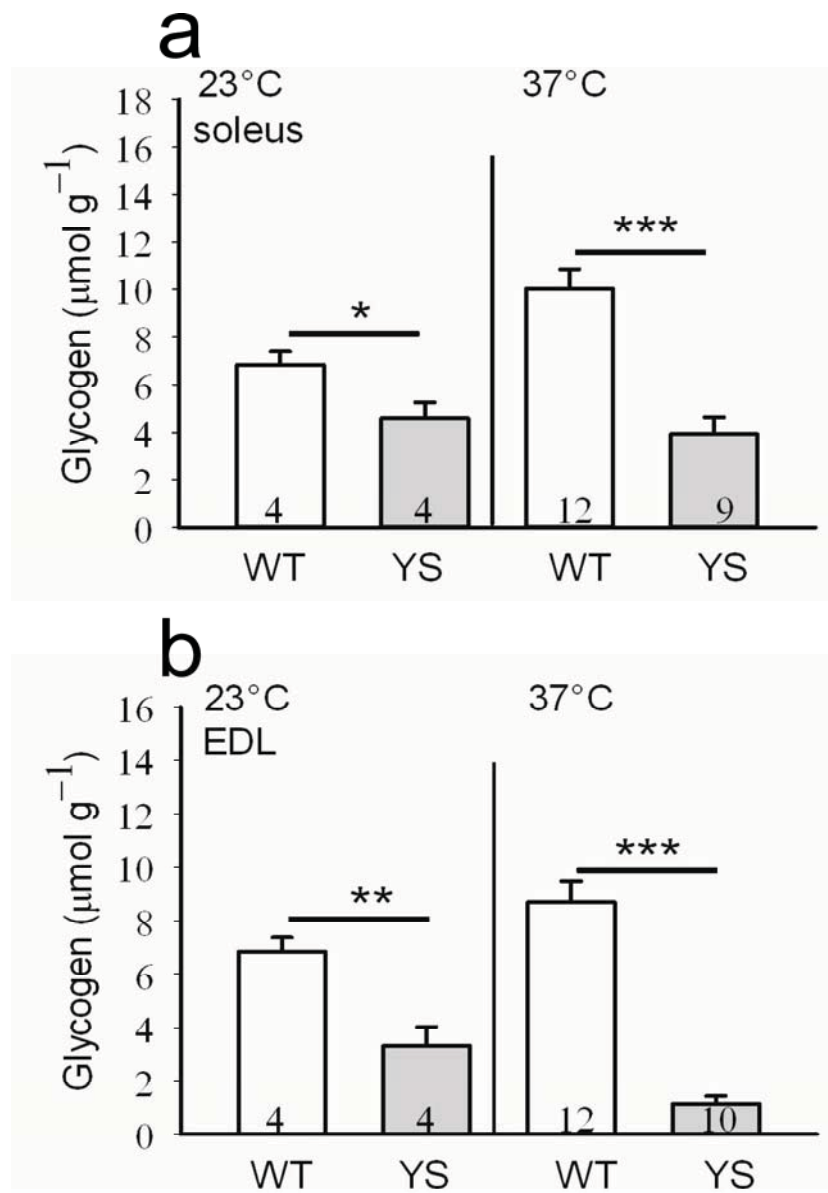 a
23°C 37°C
soleus
18
16
14
12
10
8
6
4
2
0
Glycogen (μmol g⁻¹)
* ***
4 4 12 9
WT YS WT YS
b
23°C 37°C
EDL
16
14
12
10
8
6
4
2
0
Glycogen (μmol g⁻¹)
** ***
4 4 12 10
WT YS WT YS